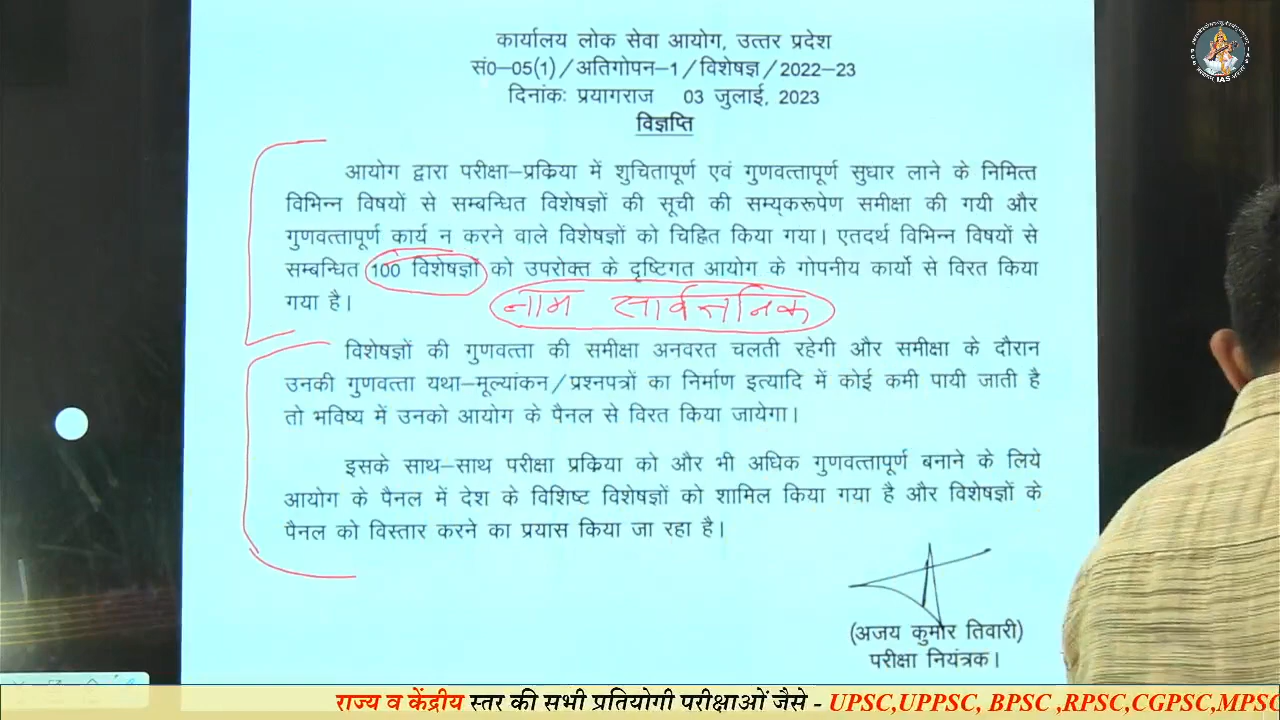 कार्यालय लोक सेवा आयोग, उत्तर प्रदेश
सं0–05(1)/अतिगोपन–1/विशेषज्ञ/2022–23
दिनांकः प्रयागराज 03 जुलाई, 2023
विज्ञप्ति
आयोग द्वारा परीक्षा–प्रक्रिया में शुचितापूर्ण एवं गुणवत्तापूर्ण सुधार लाने के निमित्त
विभिन्न विषयों से सम्बन्धित विशेषज्ञों की सूची की सम्यकरूपेण समीक्षा की गयी और
गुणवत्तापूर्ण कार्य न करने वाले विशेषज्ञों को चिह्नित किया गया। एतदर्थ विभिन्न विषयों से
सम्बन्धित 100 विशेषज्ञों को उपरोक्त के दृष्टिगत आयोग के गोपनीय कार्यो से विरत किया
गया है।
नाम सार्वजनिक
विशेषज्ञों की गुणवत्ता की समीक्षा अनवरत चलती रहेगी और समीक्षा के दौरान
उनकी गुणवत्ता यथा–मूल्यांकन/प्रश्नपत्रों का निर्माण इत्यादि में कोई कमी पायी जाती है
तो भविष्य में उनको आयोग के पैनल से विरत किया जायेगा।
इसके साथ–साथ परीक्षा प्रक्रिया को और भी अधिक गुणवत्तापूर्ण बनाने के लिये
आयोग के पैनल में देश के विशिष्ट विशेषज्ञों को शामिल किया गया है और विशेषज्ञों के
पैनल को विस्तार करने का प्रयास किया जा रहा है।
(अजय कुमार तिवारी)
परीक्षा नियंत्रक।
IAS
राज्य व केंद्रीय स्तर की सभी प्रतियोगी परीक्षाओं जैसे - UPSC,UPPSC, BPSC ,RPSC,CGPSC,MPSC